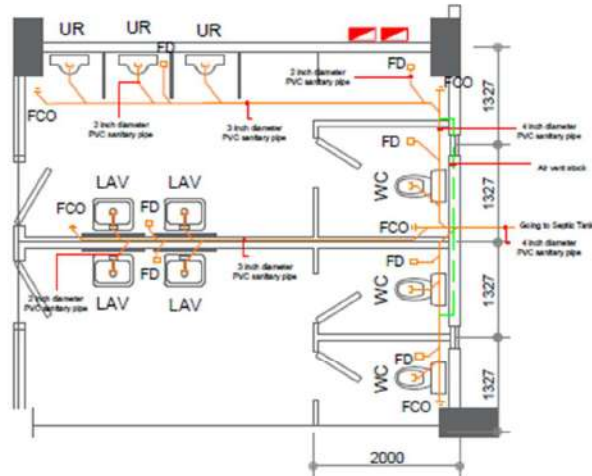 UR
UR
UR
FD
FD
FCO
FCO
3 inch diameter
PVC sanitary pipe
3 inch diameter
PVC sanitary pipe
3 inch diameter
PVC sanitary pipe
4 inch diameter
PVC sanitary pipe
FD
Air vent stack
LAV
LAV
WC
FCO
FCO
Going to Septic Tank
4 inch diameter
PVC sanitary pipe
FD
FD
FD
3 inch diameter
PVC sanitary pipe
WC
3 inch diameter
PVC sanitary pipe
LAV
LAV
FD
WC
FCO
1327
1327
1327
1327
2000